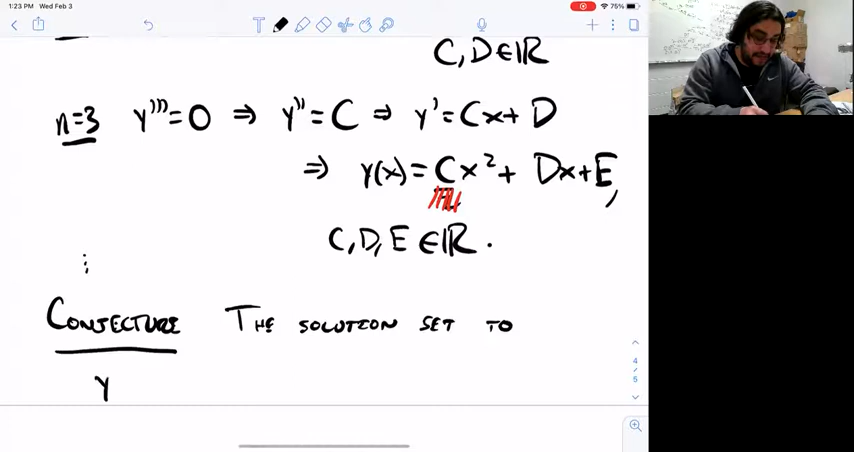 1:23 PM Wed Feb 3
75%
C, D ∈ ℝ
n=3 y''' = 0 ⇒ y'' = C ⇒ y' = Cx + D
⇒ y(x) = Cx² + Dx + E,
C, D, E ∈ ℝ.
⋮
CONJECTURE THE SOLUTION SET TO
y
4
/
5